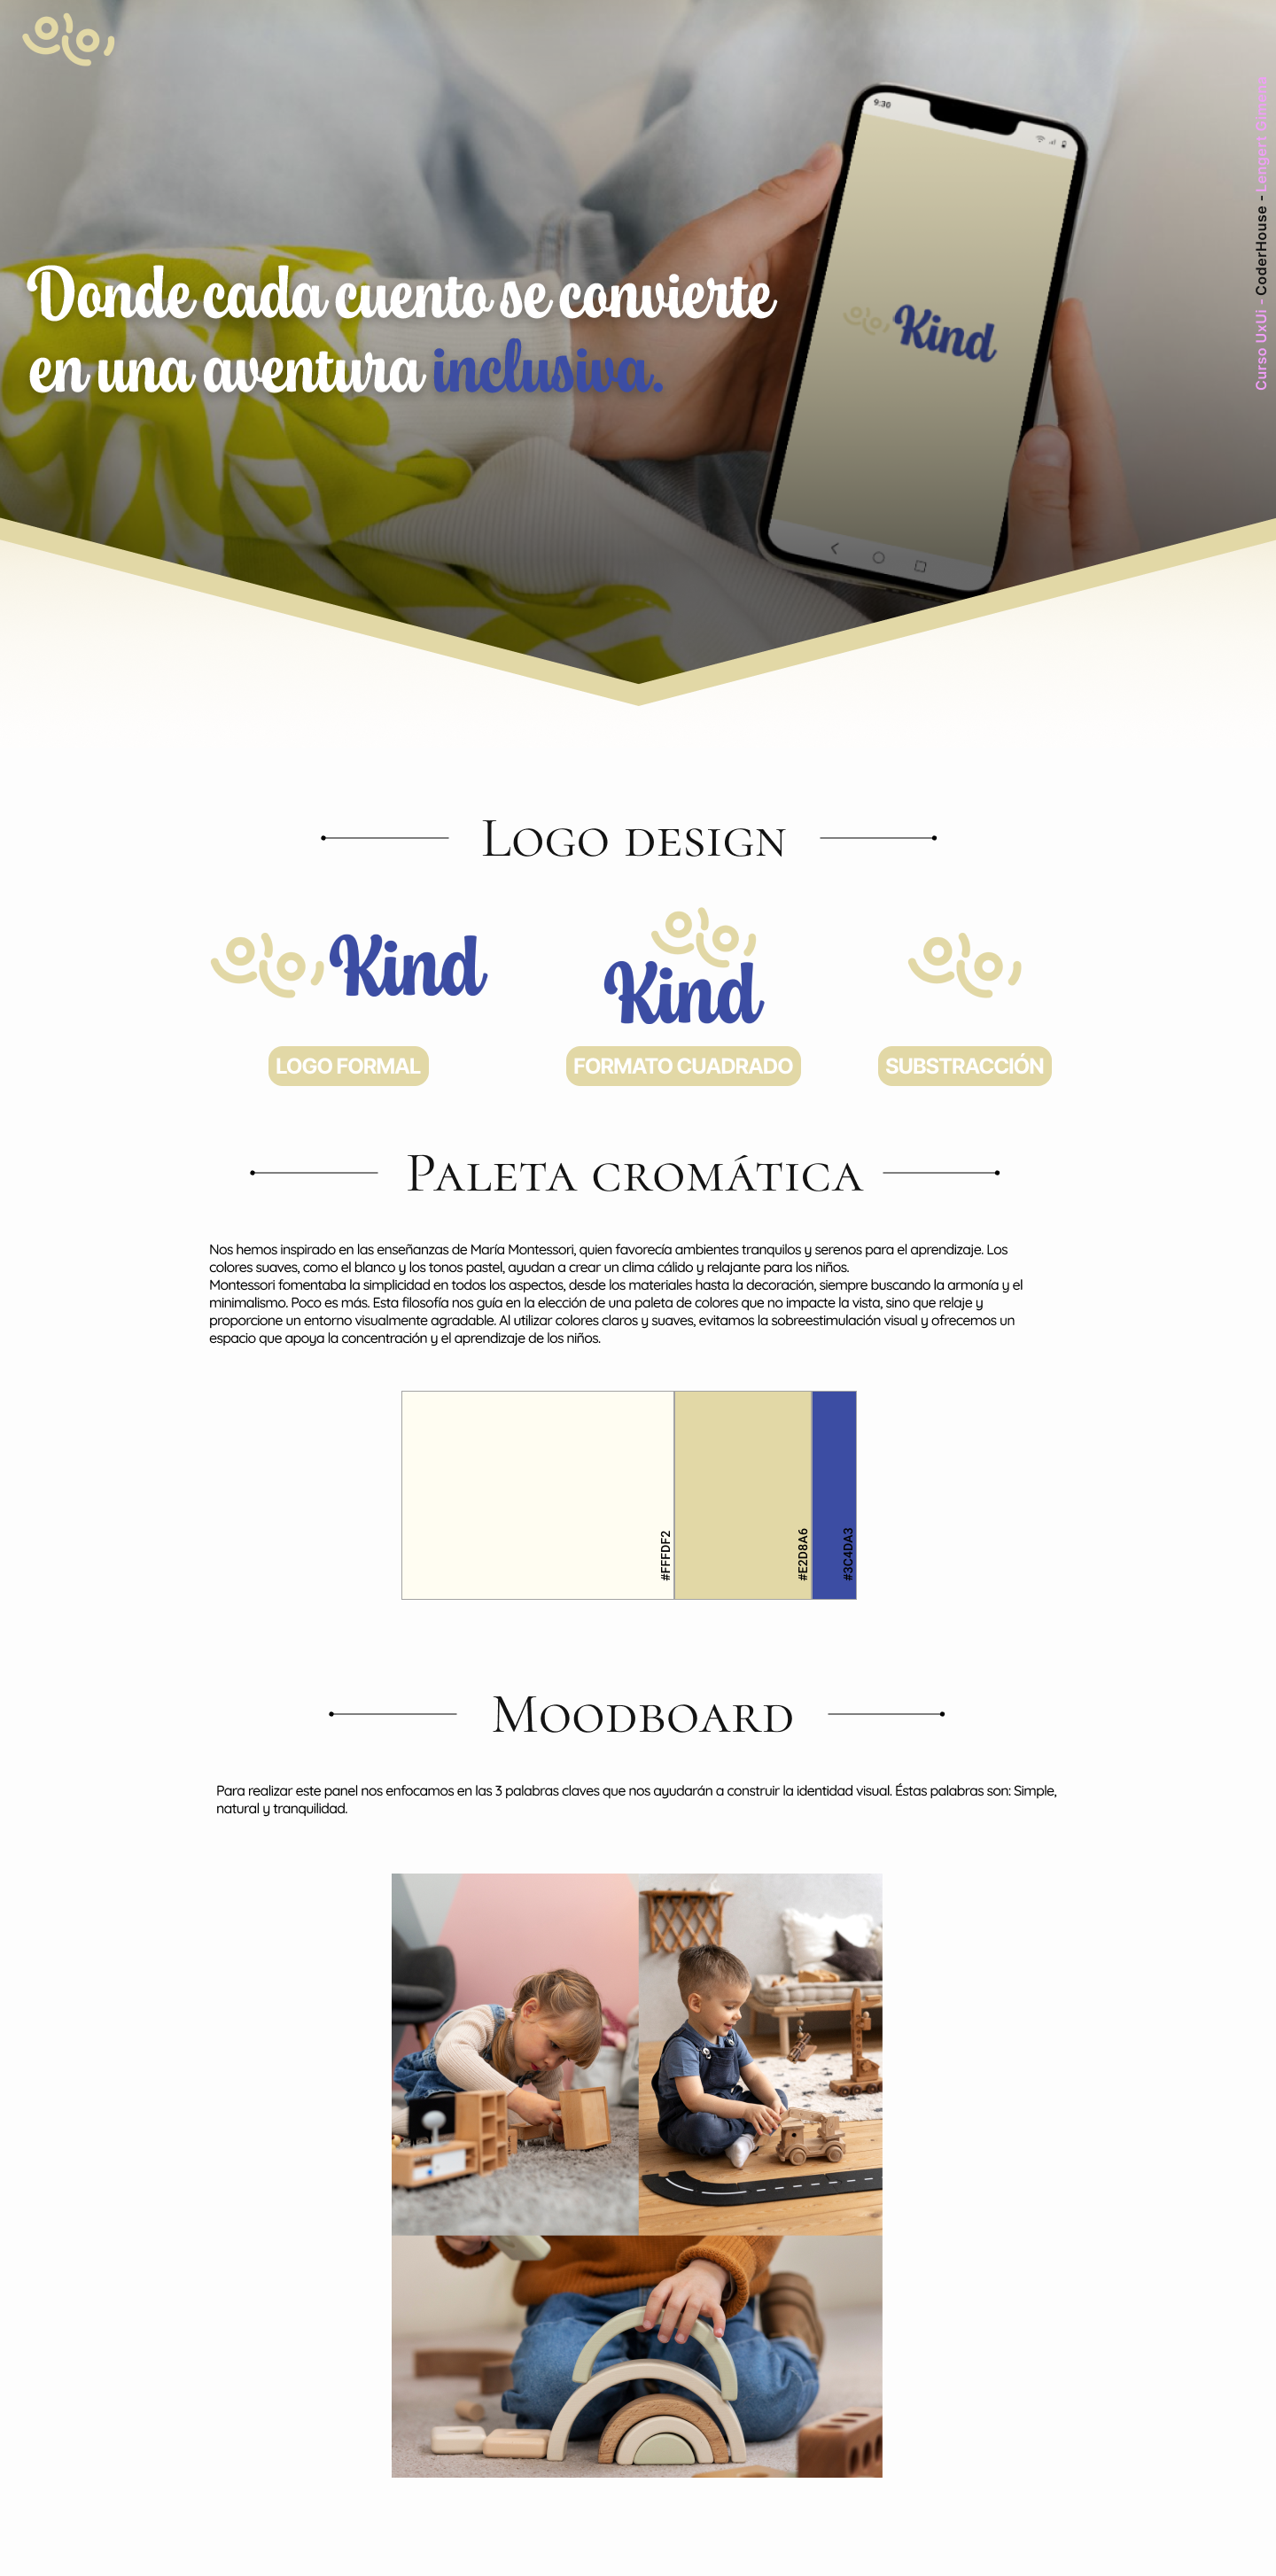 9:30
Kind
Donde cada cuento se convierte
en una aventura inclusiva.
Curso UxUi - CoderHouse - Lengert
Logo design
Kind
Kind
LOGO FORMAL
FORMATO CUADRADO
SUBSTRACCIÓN
Paleta cromática
Nos hemos inspirado en las enseñanzas de María Montessori, quien favorecía ambientes tranquilos y serenos para el aprendizaje. Los
colores suaves, como el blanco y los tonos pastel, ayudan a crear un clima cálido y relajante para los niños.
Montessori fomentaba la simplicidad en todos los aspectos, desde los materiales hasta la decoración, siempre buscando la armonía y el
minimalismo. Poco es más. Esta filosofía nos guía en la elección de una paleta de colores que no impacte la vista, sino que relaje y
proporcione un entorno visualmente agradable. Al utilizar colores claros y suaves, evitamos la sobreestimulación visual y ofrecemos un
espacio que apoya la concentración y el aprendizaje de los niños.
#FFFDF2
#E2D8A6
#3C4DA3
Moodboard
Para realizar este panel nos enfocamos en las 3 palabras claves que nos ayudarán a construir la identidad visual. Éstas palabras son: Simple,
natural y tranquilidad.